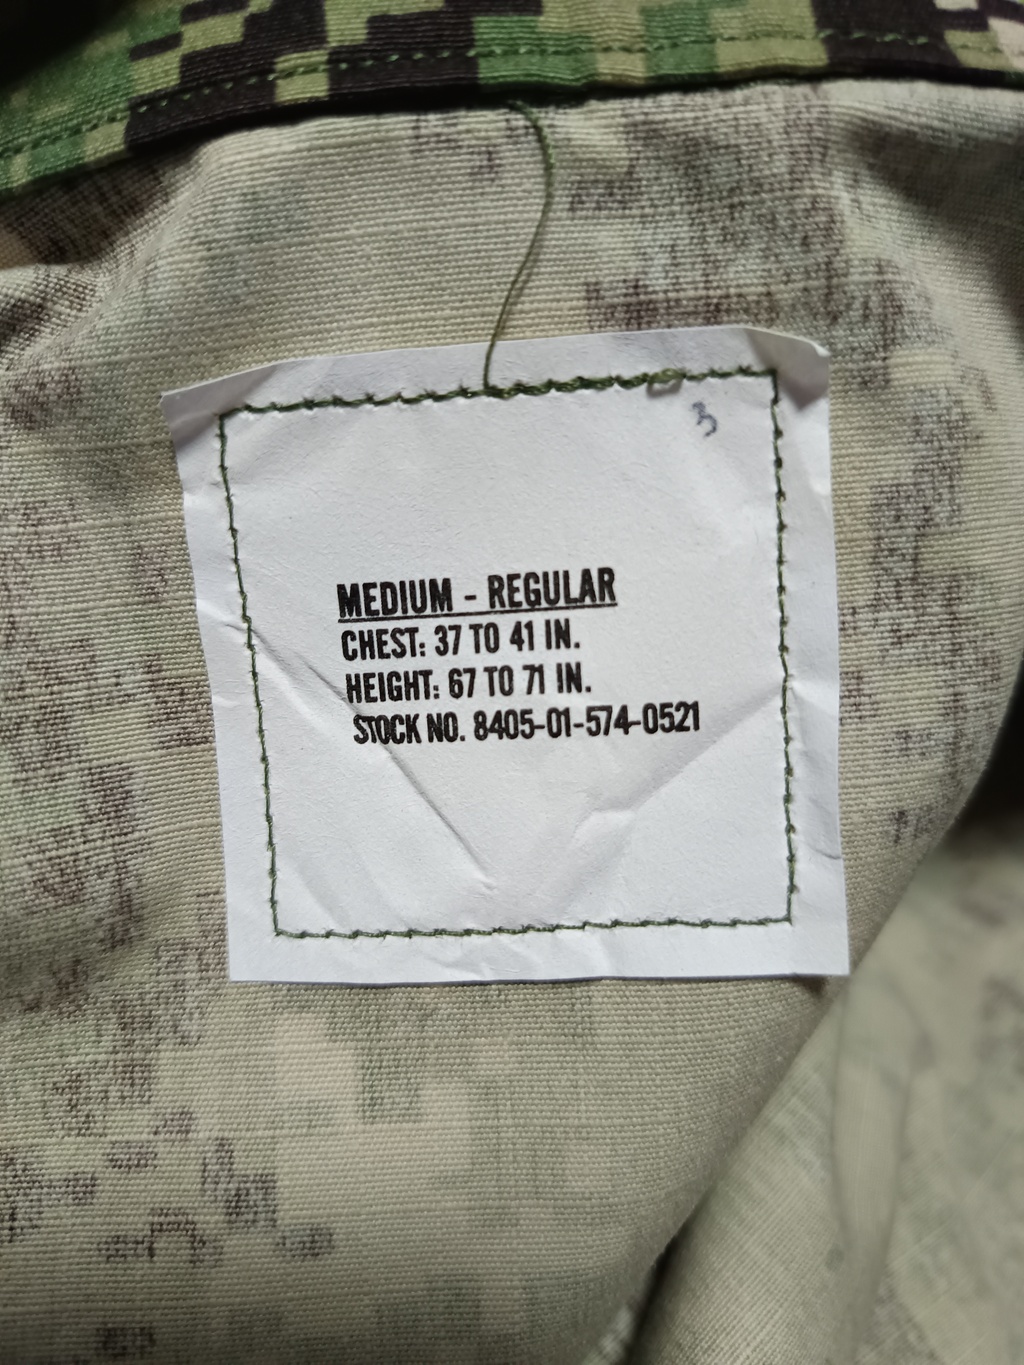 3
MEDIUM - REGULAR
CHEST: 37 TO 41 IN.
HEIGHT: 67 TO 71 IN.
STOCK NO. 8405-01-574-0521